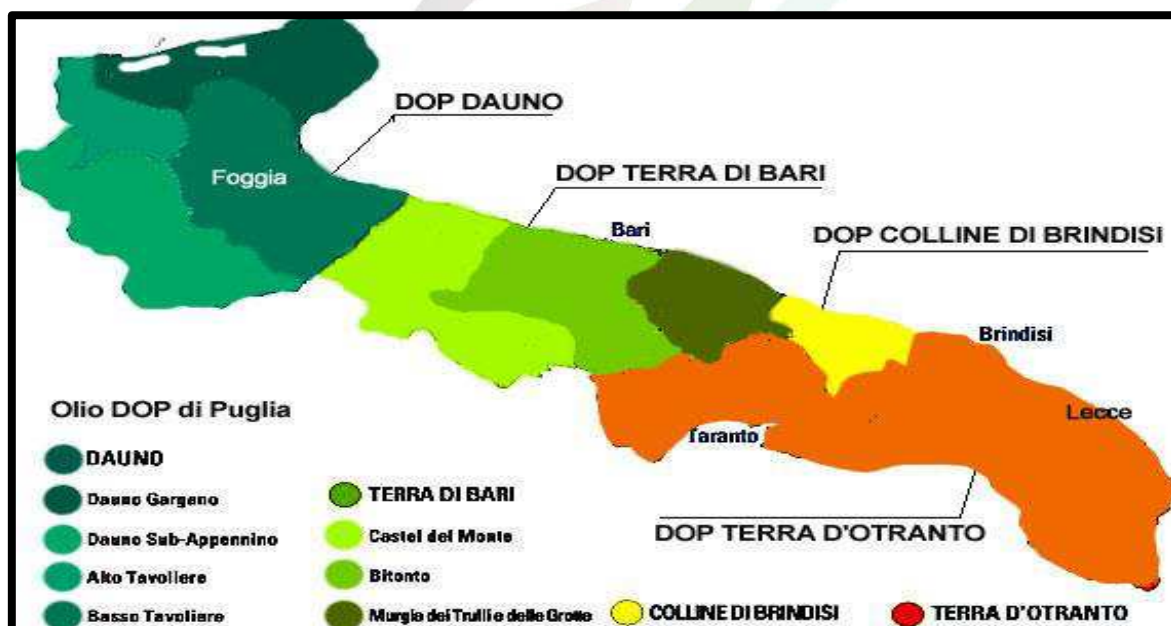 DOP DAUNO
Foggia
DOP TERRA DI BARI
Bari
DOP COLLINE DI BRINDISI
Brindisi
Lecce
Taranto
DOP TERRA D'OTRANTO
Olio DOP di Puglia
DAUNO
Dauno Gargano
Dauno Sub-Appennino
Alto Tavoliere
Basso Tavoliere
TERRA DI BARI
Castel del Monte
Bitonto
Murgia dei Trulli e delle Grotte
COLLINE DI BRINDISI
TERRA D'OTRANTO